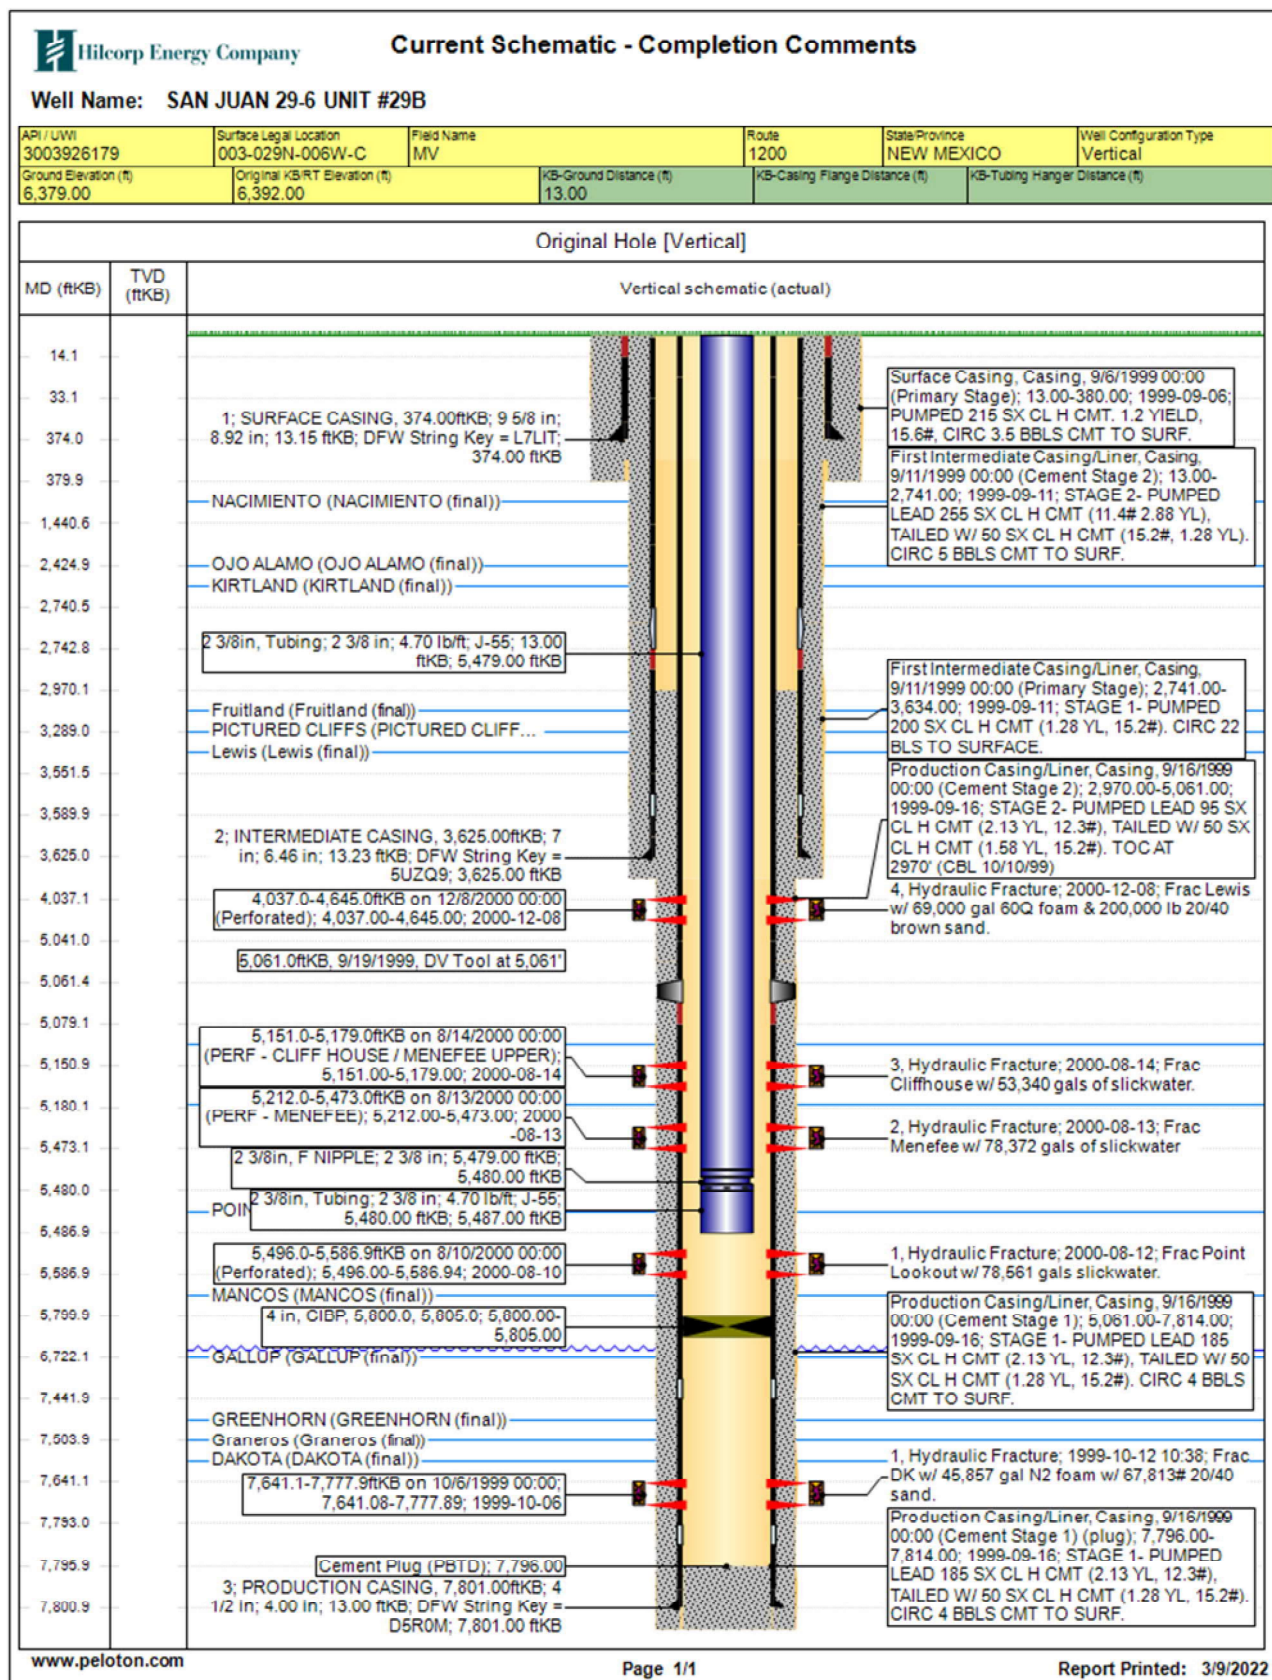 Hilcorp Energy Company
Current Schematic - Completion Comments
Well Name: SAN JUAN 29-6 UNIT #29B
API / UWI
3003926179
Surface Legal Location
003-029N-006W-C
Field Name
MV
Route
1200
State/Province
NEW MEXICO
Well Configuration Type
Vertical
Ground Elevation (ft)
6,379.00
Original KB/RT Elevation (ft)
6,392.00
KB-Ground Distance (ft)
13.00
KB-Casing Flange Distance (ft)
KB-Tubing Hanger Distance (ft)
Original Hole [Vertical]
MD (ftKB)
TVD
(ftKB)
Vertical schematic (actual)
14.1
33.1
374.0
379.9
1,440.6
2,424.9
2,740.5
2,742.8
2,970.1
3,289.0
3,551.5
3,589.9
3,625.0
4,037.1
5,041.0
5,061.4
5,079.1
5,150.9
5,180.1
5,473.1
5,480.0
5,486.9
5,586.9
5,799.9
6,722.1
7,441.9
7,503.9
7,641.1
7,793.0
7,795.9
7,800.9
1; SURFACE CASING, 374.00ftKB; 9 5/8 in;
8.92 in; 13.15 ftKB; DFW String Key = L7LIT;
374.00 ftKB
NACIMIENTO (NACIMIENTO (final))
OJO ALAMO (OJO ALAMO (final))
KIRTLAND (KIRTLAND (final))
2 3/8in, Tubing; 2 3/8 in; 4.70 lb/ft; J-55; 13.00
ftKB; 5,479.00 ftKB
Fruitland (Fruitland (final))
PICTURED CLIFFS (PICTURED CLIFF...
Lewis (Lewis (final))
2; INTERMEDIATE CASING, 3,625.00ftKB; 7
in; 6.46 in; 13.23 ftKB; DFW String Key =
5UZQ9; 3,625.00 ftKB
4,037.0-4,645.0ftKB on 12/8/2000 00:00
(Perforated); 4,037.00-4,645.00; 2000-12-08
5,061.0ftKB, 9/19/1999, DV Tool at 5,061'
5,151.0-5,179.0ftKB on 8/14/2000 00:00
(PERF - CLIFF HOUSE / MENEFEE UPPER);
5,151.00-5,179.00; 2000-08-14
5,212.0-5,473.0ftKB on 8/13/2000 00:00
(PERF - MENEFEE); 5,212.00-5,473.00; 2000
-08-13
2 3/8in, F NIPPLE; 2 3/8 in; 5,479.00 ftKB;
5,480.00 ftKB
POIN
2 3/8in, Tubing; 2 3/8 in; 4.70 lb/ft; J-55;
5,480.00 ftKB; 5,487.00 ftKB
5,496.0-5,586.9ftKB on 8/10/2000 00:00
(Perforated); 5,496.00-5,586.94; 2000-08-10
MANCOS (MANCOS (final))
4 in, CIBP, 5,800.0, 5,805.0; 5,800.00-
5,805.00
GALLUP (GALLUP (final))
GREENHORN (GREENHORN (final))
Graneros (Graneros (final))
DAKOTA (DAKOTA (final))
7,641.1-7,777.9ftKB on 10/6/1999 00:00;
7,641.08-7,777.89; 1999-10-06
Cement Plug (PBTD); 7,796.00
3; PRODUCTION CASING, 7,801.00ftKB; 4
1/2 in; 4.00 in; 13.00 ftKB; DFW String Key =
D5R0M; 7,801.00 ftKB
Surface Casing, Casing, 9/6/1999 00:00
(Primary Stage); 13.00-380.00; 1999-09-06;
PUMPED 215 SX CL H CMT. 1.2 YIELD,
15.6#, CIRC 3.5 BBLS CMT TO SURF.
First Intermediate Casing/Liner, Casing,
9/11/1999 00:00 (Cement Stage 2); 13.00-
2,741.00; 1999-09-11; STAGE 2- PUMPED
LEAD 255 SX CL H CMT (11.4# 2.88 YL),
TAILED W/ 50 SX CL H CMT (15.2#, 1.28 YL).
CIRC 5 BBLS CMT TO SURF.
First Intermediate Casing/Liner, Casing,
9/11/1999 00:00 (Primary Stage); 2,741.00-
3,634.00; 1999-09-11; STAGE 1- PUMPED
200 SX CL H CMT (1.28 YL, 15.2#). CIRC 22
BLS TO SURFACE.
Production Casing/Liner, Casing, 9/16/1999
00:00 (Cement Stage 2); 2,970.00-5,061.00;
1999-09-16; STAGE 2- PUMPED LEAD 95 SX
CL H CMT (2.13 YL, 12.3#), TAILED W/ 50 SX
CL H CMT (1.58 YL, 15.2#). TOC AT
2970' (CBL 10/10/99)
4, Hydraulic Fracture; 2000-12-08; Frac Lewis
w/ 69,000 gal 60Q foam & 200,000 lb 20/40
brown sand.
3, Hydraulic Fracture; 2000-08-14; Frac
Cliffhouse w/ 53,340 gals of slickwater.
2, Hydraulic Fracture; 2000-08-13; Frac
Menefee w/ 78,372 gals of slickwater
1, Hydraulic Fracture; 2000-08-12; Frac Point
Lookout w/ 78,561 gals slickwater.
Production Casing/Liner, Casing, 9/16/1999
00:00 (Cement Stage 1); 5,061.00-7,814.00;
1999-09-16; STAGE 1- PUMPED LEAD 185
SX CL H CMT (2.13 YL, 12.3#), TAILED W/ 50
SX CL H CMT (1.28 YL, 15.2#). CIRC 4 BBLS
CMT TO SURF.
1, Hydraulic Fracture; 1999-10-12 10:38; Frac
DK w/ 45,857 gal N2 foam w/ 67,813# 20/40
sand.
Production Casing/Liner, Casing, 9/16/1999
00:00 (Cement Stage 1) (plug); 7,796.00-
7,814.00; 1999-09-16; STAGE 1- PUMPED
LEAD 185 SX CL H CMT (2.13 YL, 12.3#),
TAILED W/ 50 SX CL H CMT (1.28 YL, 15.2#).
CIRC 4 BBLS CMT TO SURF.
www.peloton.com
Page 1/1
Report Printed: 3/9/2022